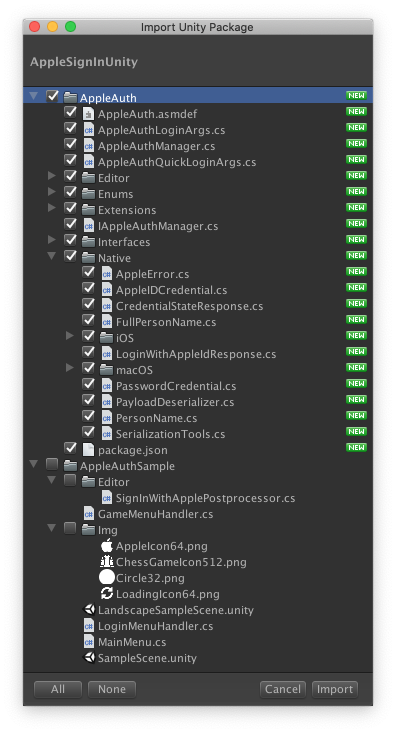 Import Unity Package
AppleSignInUnity
AppleAuth NEW
AppleAuth.asmdef NEW
AppleAuthLoginArgs.cs NEW
AppleAuthManager.cs NEW
AppleAuthQuickLoginArgs.cs NEW
Editor NEW
Enums NEW
Extensions NEW
IAppleAuthManager.cs NEW
Interfaces NEW
Native NEW
AppleError.cs NEW
AppleIDCredential.cs NEW
CredentialStateResponse.cs NEW
FullPersonName.cs NEW
iOS NEW
LoginWithAppleIdResponse.cs NEW
macOS NEW
PasswordCredential.cs NEW
PayloadDeserializer.cs NEW
PersonName.cs NEW
SerializationTools.cs NEW
package.json NEW
AppleAuthSample
Editor
C# SignInWithApplePostprocessor.cs
C# GameMenuHandler.cs
Img
AppleIcon64.png
ChessGameIcon512.png
Circle32.png
LoadingIcon64.png
LandscapeSampleScene.unity
C# LoginMenuHandler.cs
C# MainMenu.cs
SampleScene.unity
All None Cancel Import